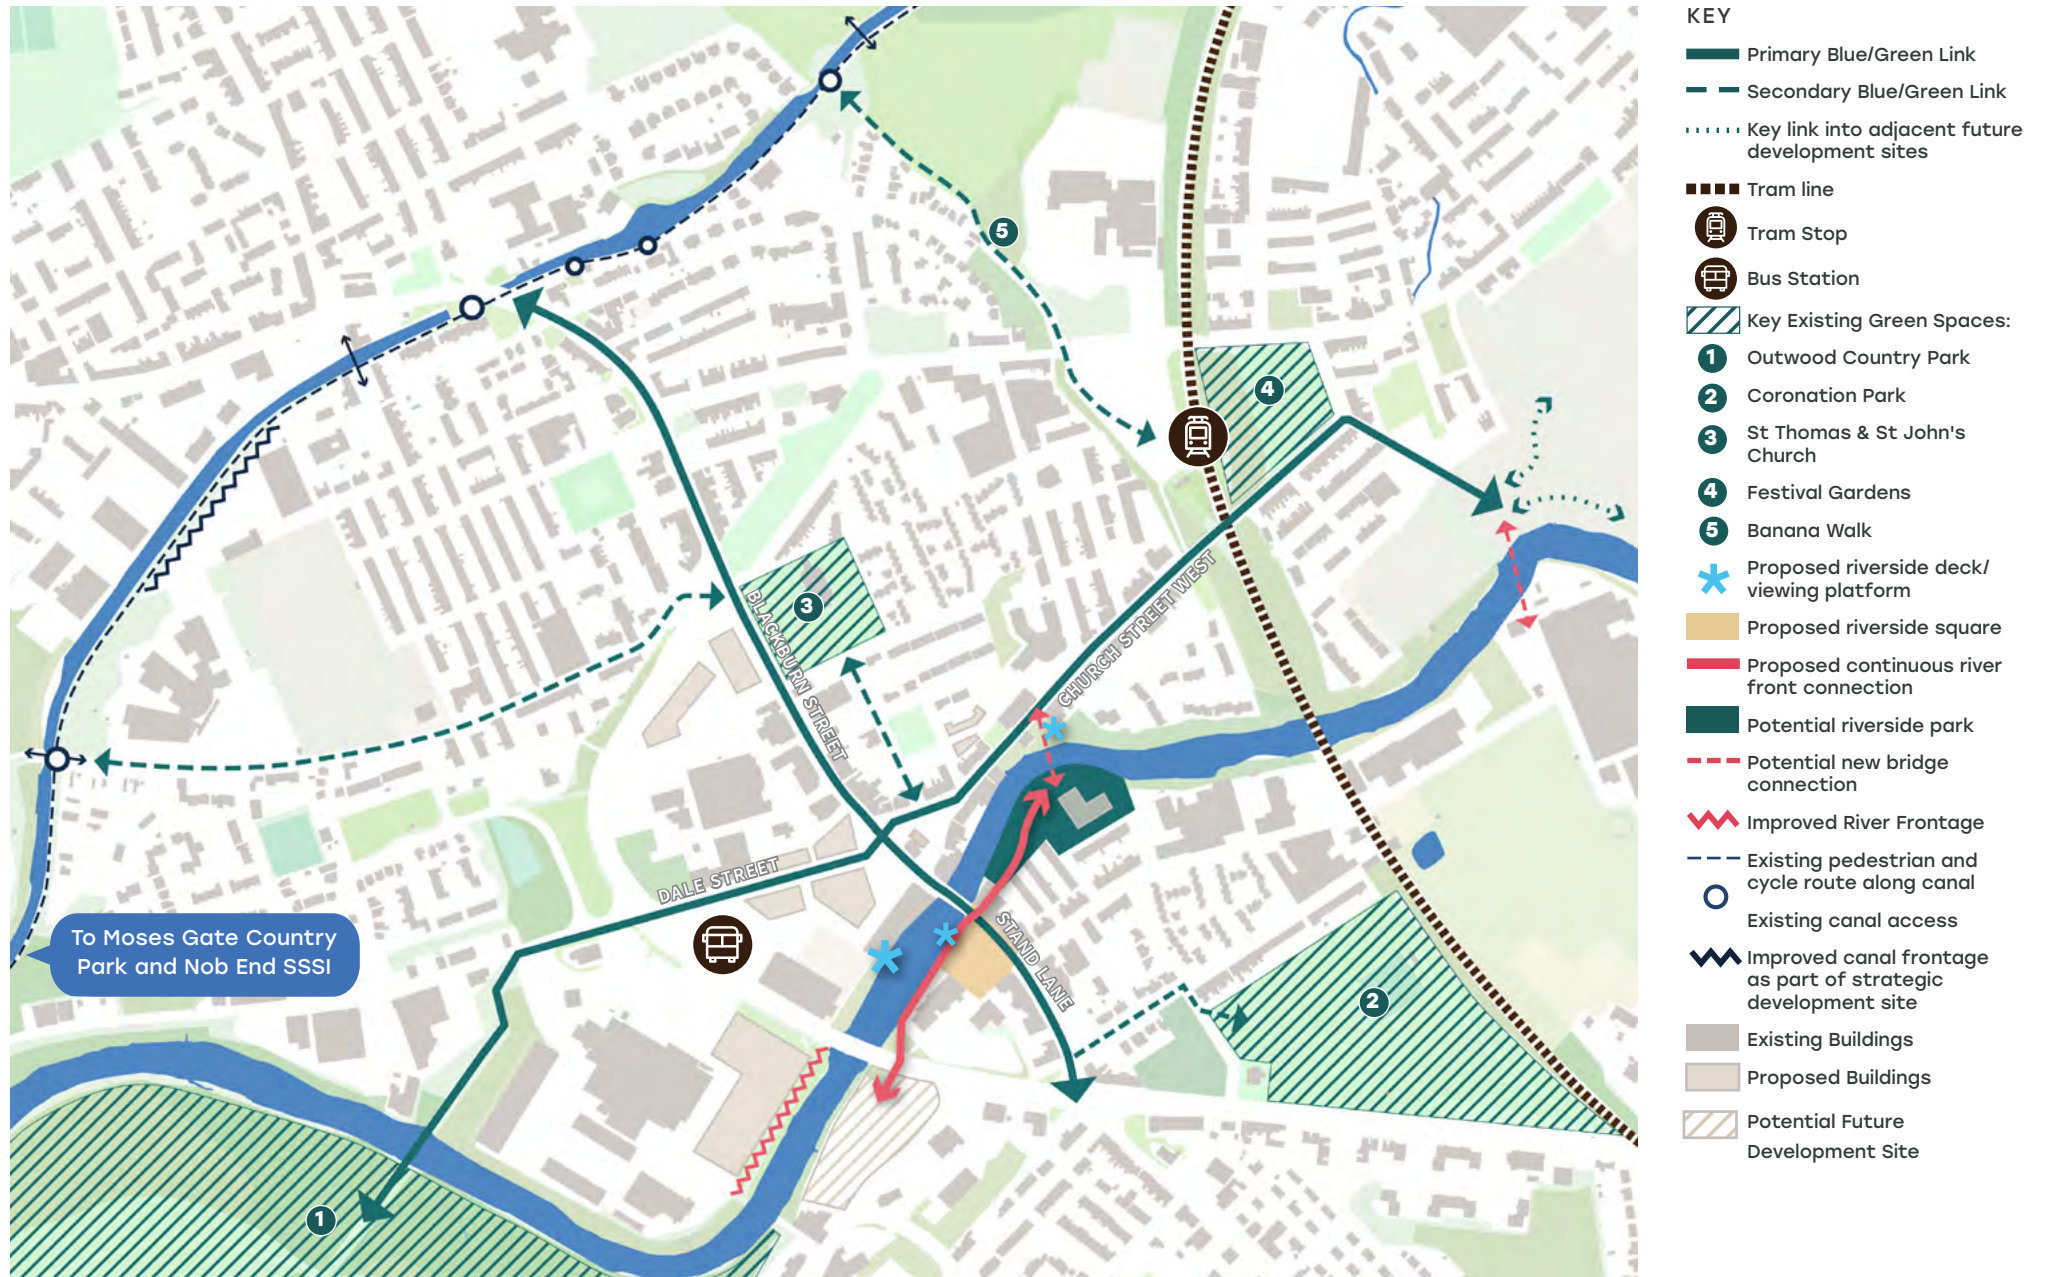 5
4
3
BLACKBURN STREET
CHURCH STREET WEST
DALE STREET
STAND LANE
To Moses Gate Country
Park and Nob End SSSI
2
1
KEY
Primary Blue/Green Link
Secondary Blue/Green Link
Key link into adjacent future
development sites
Tram line
Tram Stop
Bus Station
Key Existing Green Spaces:
1 Outwood Country Park
2 Coronation Park
3 St Thomas & St John's
Church
4 Festival Gardens
5 Banana Walk
Proposed riverside deck/
viewing platform
Proposed riverside square
Proposed continuous river
front connection
Potential riverside park
Potential new bridge
connection
Improved River Frontage
Existing pedestrian and
cycle route along canal
Existing canal access
Improved canal frontage
as part of strategic
development site
Existing Buildings
Proposed Buildings
Potential Future
Development Site